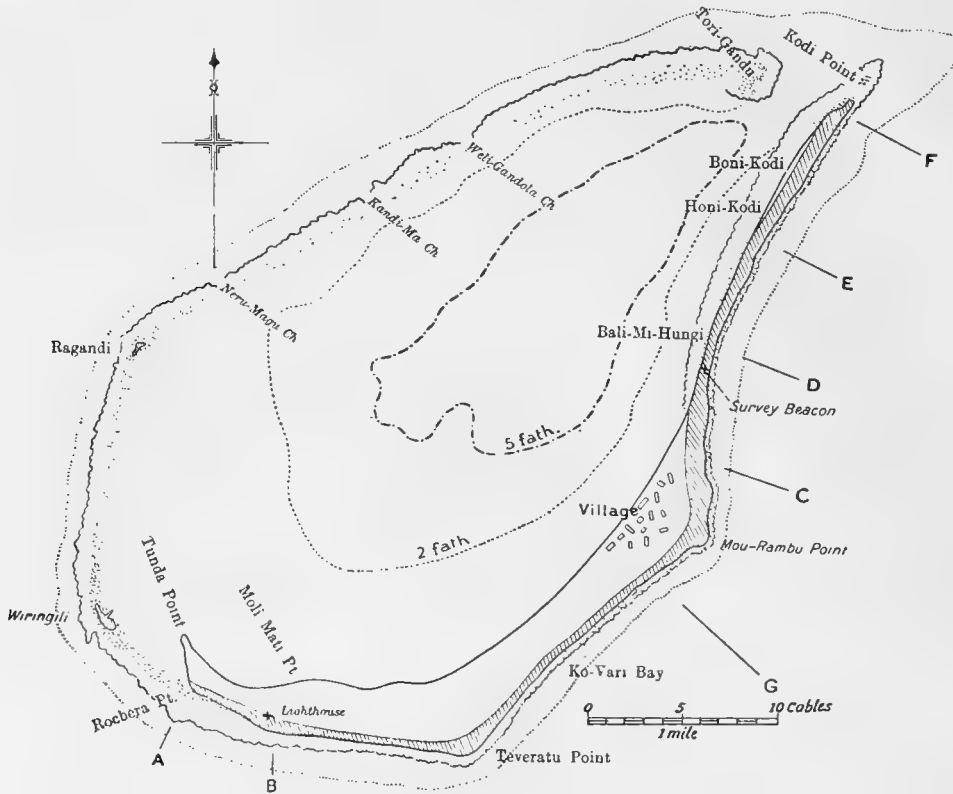 Tori-Gandu
Kodi Point
F
Boni-Kodi
Weli-Gandola Ch
Honi-Kodi
Kandi-Ma Ch
E
Neru-Magu Ch
Ragandi
Bali-Mi-Hungi
D
Survey Beacon
5 fath.
C
Village
2 fath.
Mou-Rambu Point
Tunda Point
Moli Mati Pt
Wiringili
Ko-Vari Bay
G
Rocbera Pt.
Lighthouse
0 5 10 cables
1 mile
A
Teveratu Point
B